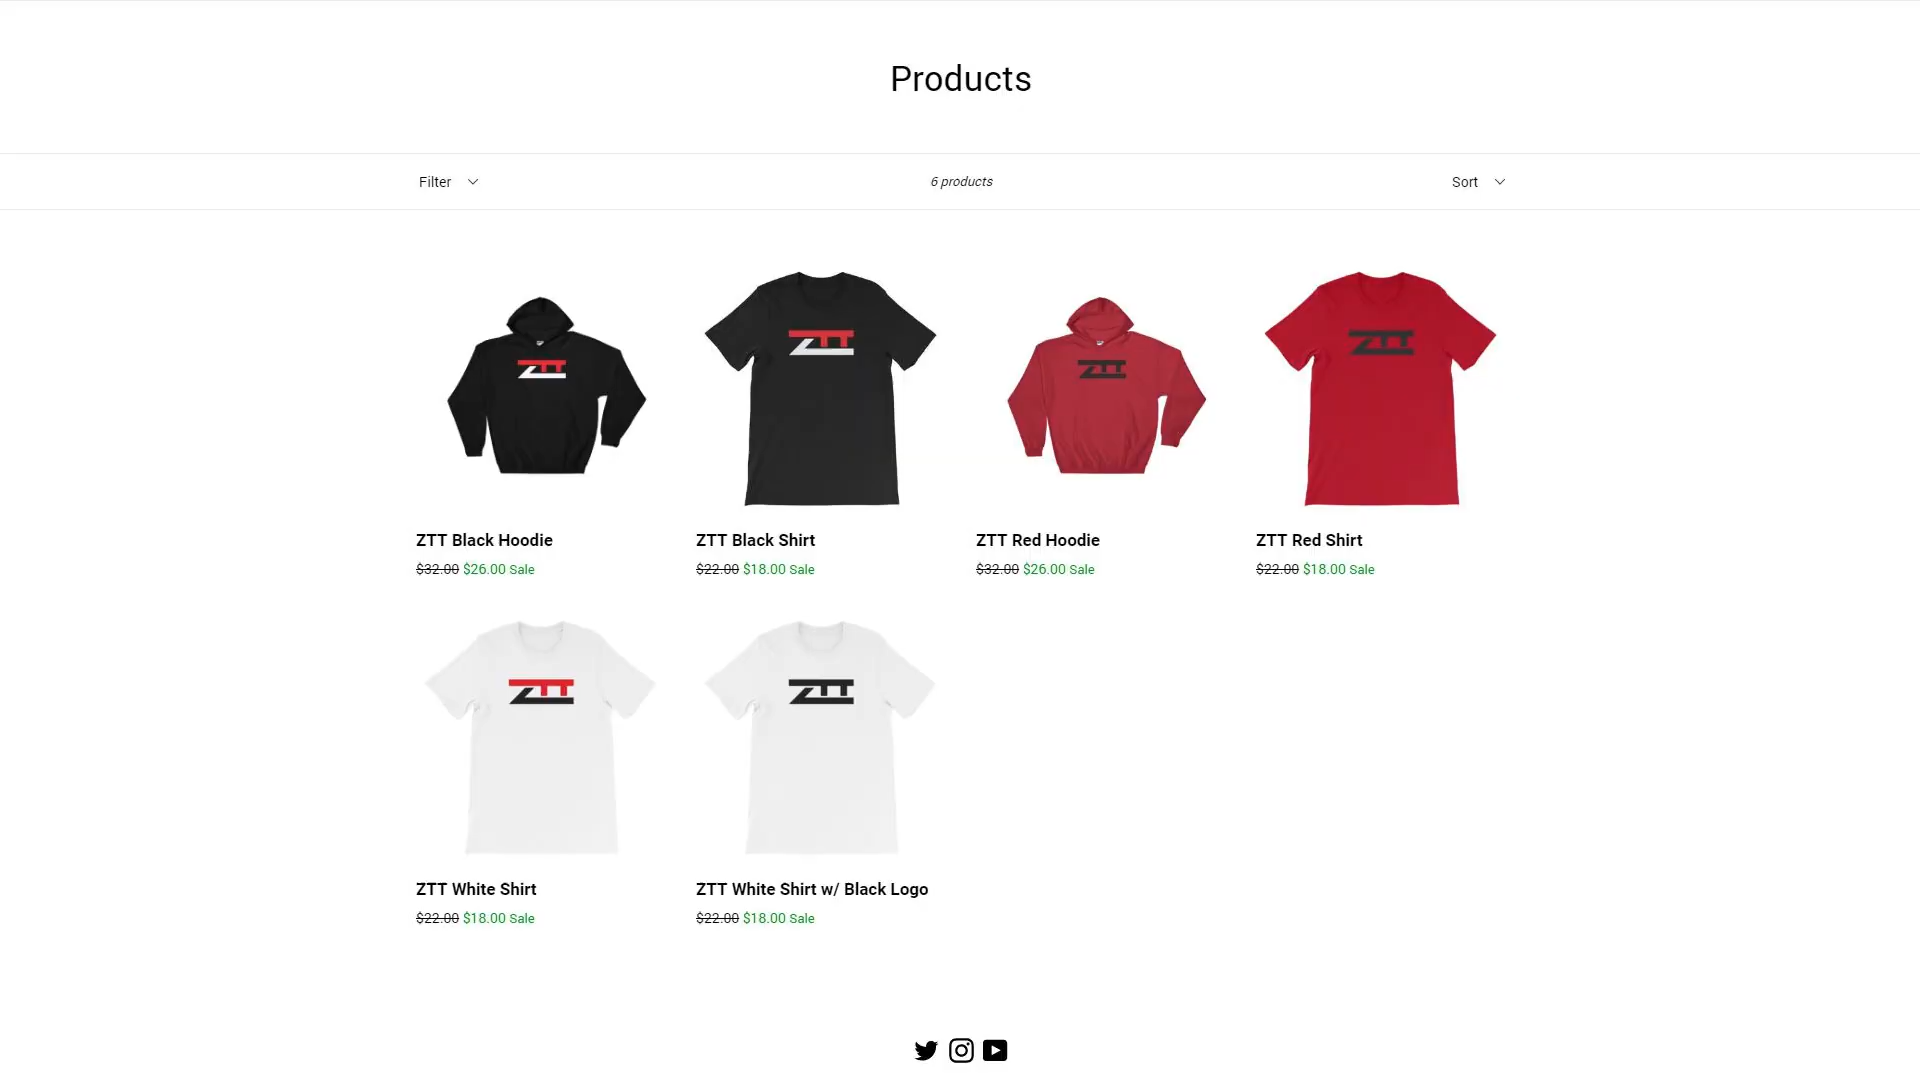 Products
Filter
6 products
Sort
ZTT
ZTT
ZTT
ZTT
ZTT Black Hoodie
ZTT Black Shirt
ZTT Red Hoodie
ZTT Red Shirt
$32.00 $26.00 Sale
$22.00 $18.00 Sale
$32.00 $26.00 Sale
$22.00 $18.00 Sale
ZTT
ZTT
ZTT White Shirt
ZTT White Shirt w/ Black Logo
$22.00 $18.00 Sale
$22.00 $18.00 Sale